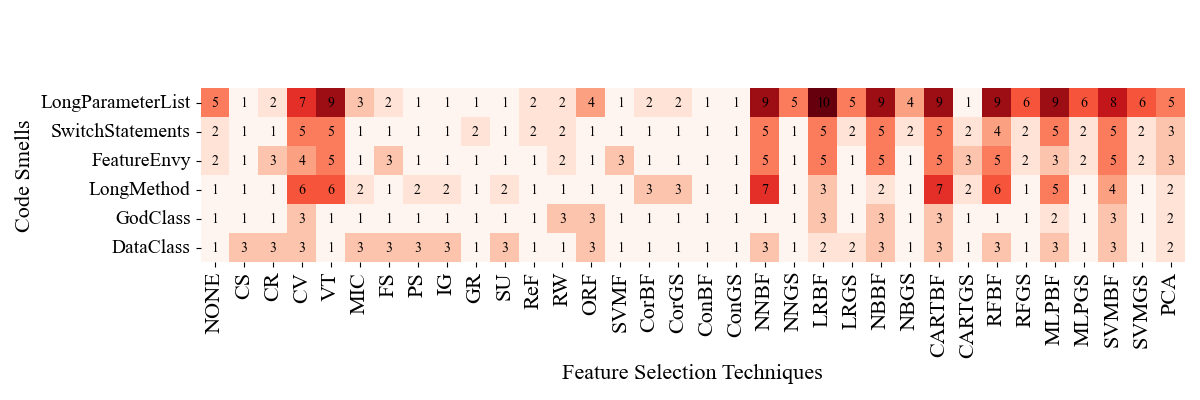 LongParameterList 5 1 2 7 9 3 2 1 1 1 1 2 2 4 1 2 2 1 1 9 5 10 5 9 4 9 1 9 6 9 6 8 6 5
SwitchStatements 2 1 1 5 5 1 1 1 1 2 1 2 2 1 1 1 1 1 1 5 1 5 2 5 2 5 2 4 2 5 2 5 2 3
FeatureEnvy 2 1 3 4 5 1 3 1 1 1 1 1 2 1 3 1 1 1 1 5 1 5 1 5 1 5 3 5 2 3 2 5 2 3
LongMethod 1 1 1 6 6 2 1 2 2 1 2 1 1 1 1 3 3 1 1 7 1 3 1 2 1 7 2 6 1 5 1 4 1 2
GodClass 1 1 1 3 1 1 1 1 1 1 1 1 3 3 1 1 1 1 1 1 1 3 1 3 1 3 1 1 1 2 1 3 1 2
DataClass 1 3 3 3 1 3 3 3 3 1 3 1 1 3 1 1 1 1 1 3 1 2 2 3 1 3 1 3 1 3 1 3 1 2
Code Smells
NONE CS CR CV VT MIC FS PS IG GR SU ReF RW ORF SVMF CorBF CorGS ConBF ConGS NNBF NNGS LRBF LRGS NBBF NBGS CARTBF CARTGS RFBF RFGS MLPBF MLPGS SVMBF SVMGS PCA
Feature Selection Techniques